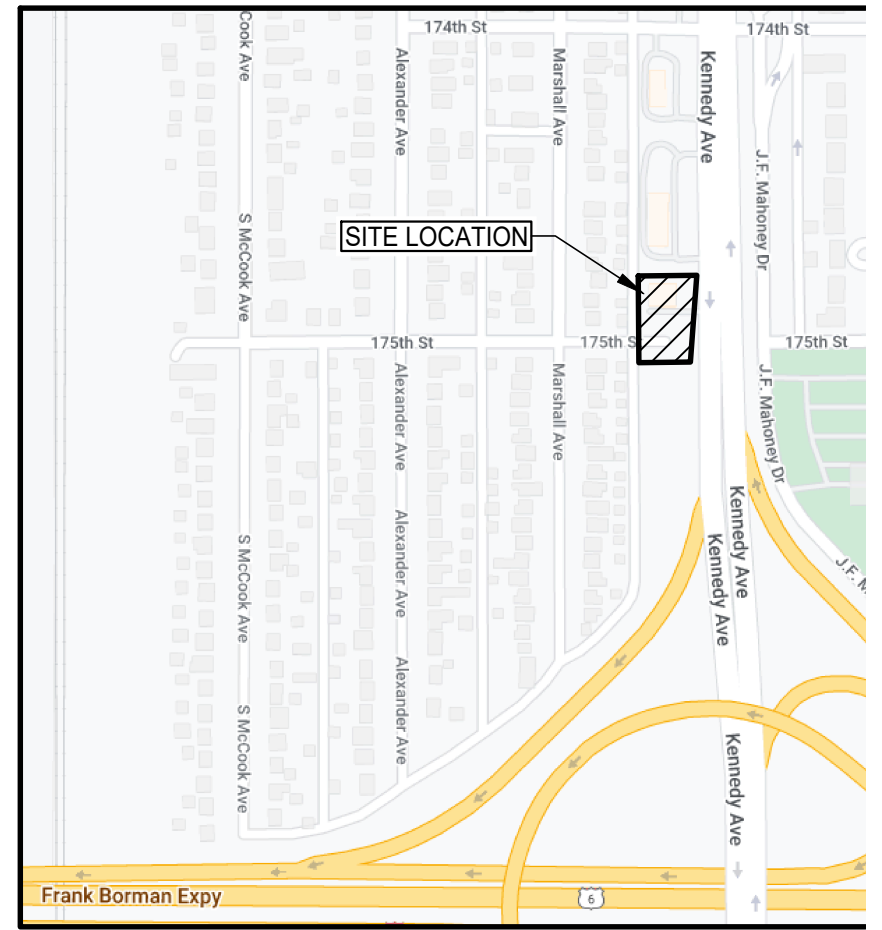 174th St
174th St
Cook Ave
Alexander Ave
Marshall Ave
Kennedy Ave
J.F. Mahoney Dr
S McCook Ave
SITE LOCATION
175th St
175th S
175th St
Alexander Ave
Marshall Ave
J.F. Mahoney Dr
Kennedy Ave
Kennedy Ave
S McCook Ave
Alexander Ave
J.F.
Alexander Ave
S McCook Ave
Kennedy Ave
Frank Borman Expy
6